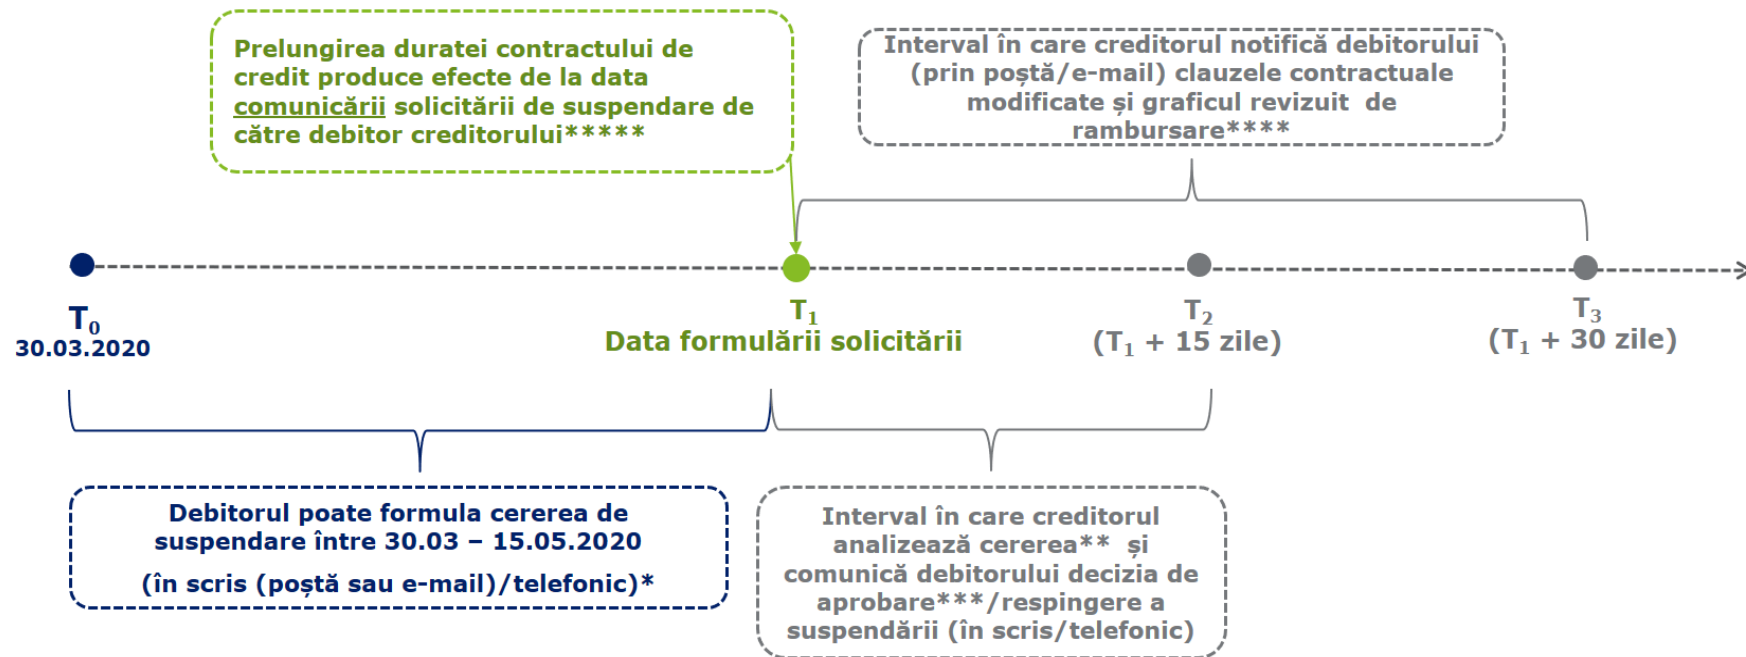 Prelungirea duratei contractului de
credit produce efecte de la data
comunicării solicitării de suspendare de
către debitor creditorului*****
Interval în care creditorul notifică debitorului
(prin poștă/e-mail) clauzele contractuale
modificate și graficul revizuit de
rambursare****
T₀
30.03.2020
T₁
Data formulării solicitării
T₂
(T₁ + 15 zile)
T₃
(T₁ + 30 zile)
Debitorul poate formula cererea de
suspendare între 30.03 – 15.05.2020
(în scris (poștă sau e-mail)/telefonic)*
Interval în care creditorul
analizează cererea** și
comunică debitorului decizia de
aprobare***/respingere a
suspendării (în scris/telefonic)